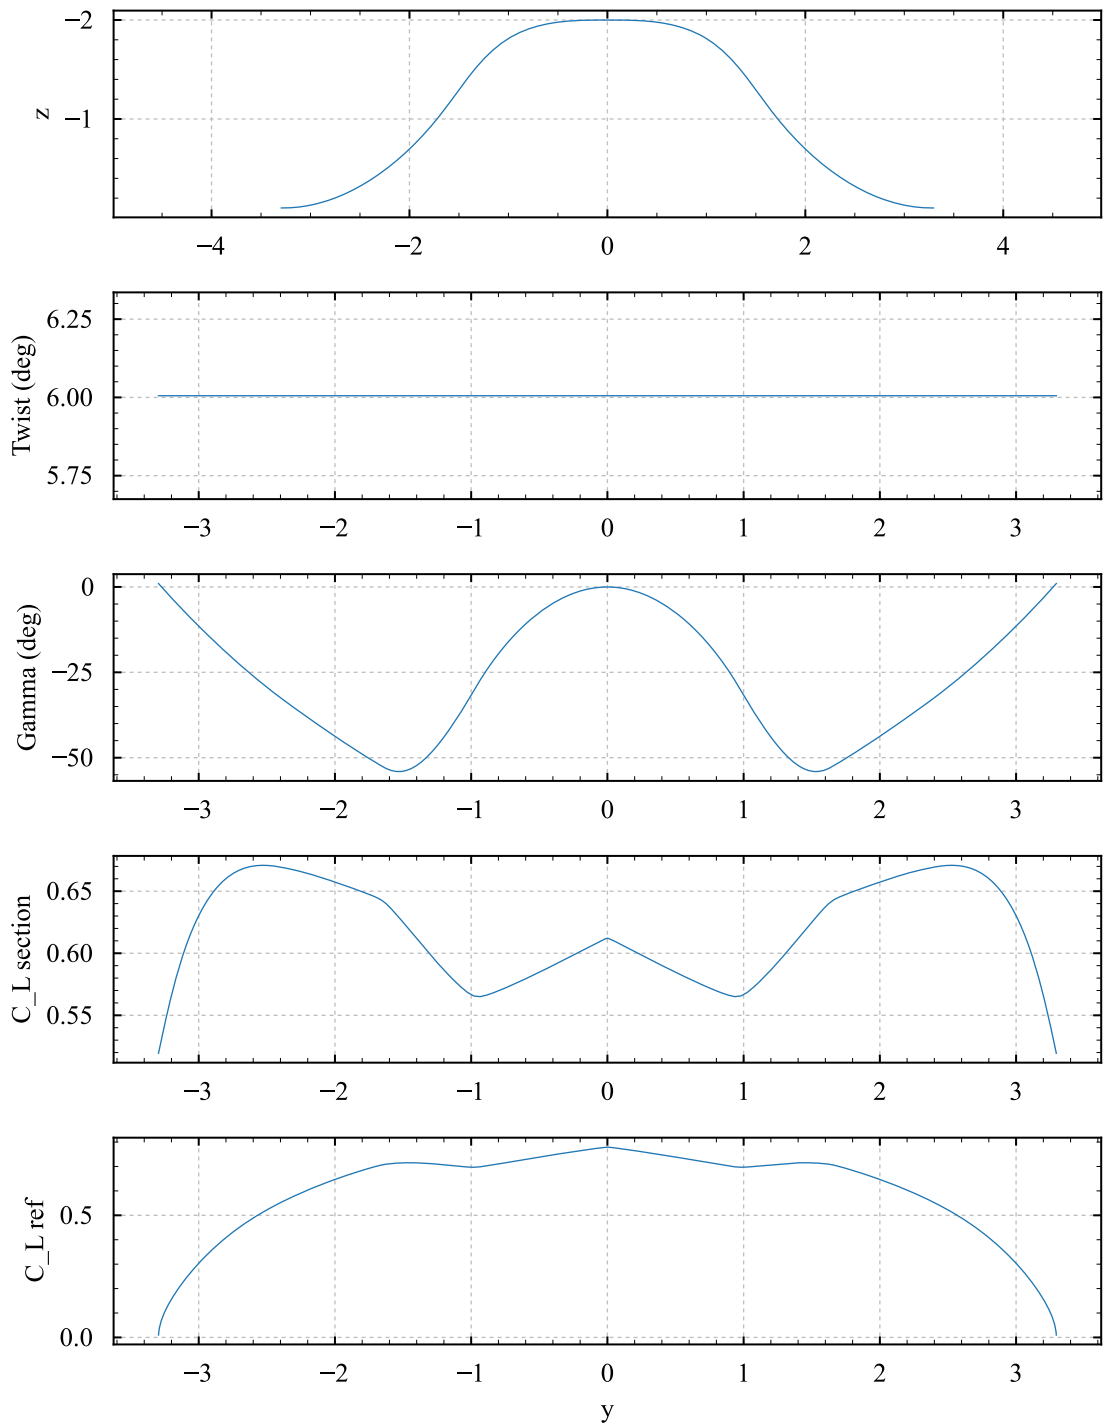 −2
z
−1
−4 −2 0 2 4
6.25
Twist (deg)
6.00
5.75
−3 −2 −1 0 1 2 3
0
Gamma (deg)
−25
−50
−3 −2 −1 0 1 2 3
0.65
C_L section
0.60
0.55
−3 −2 −1 0 1 2 3
C_L ref
0.5
0.0
−3 −2 −1 0 1 2 3
y